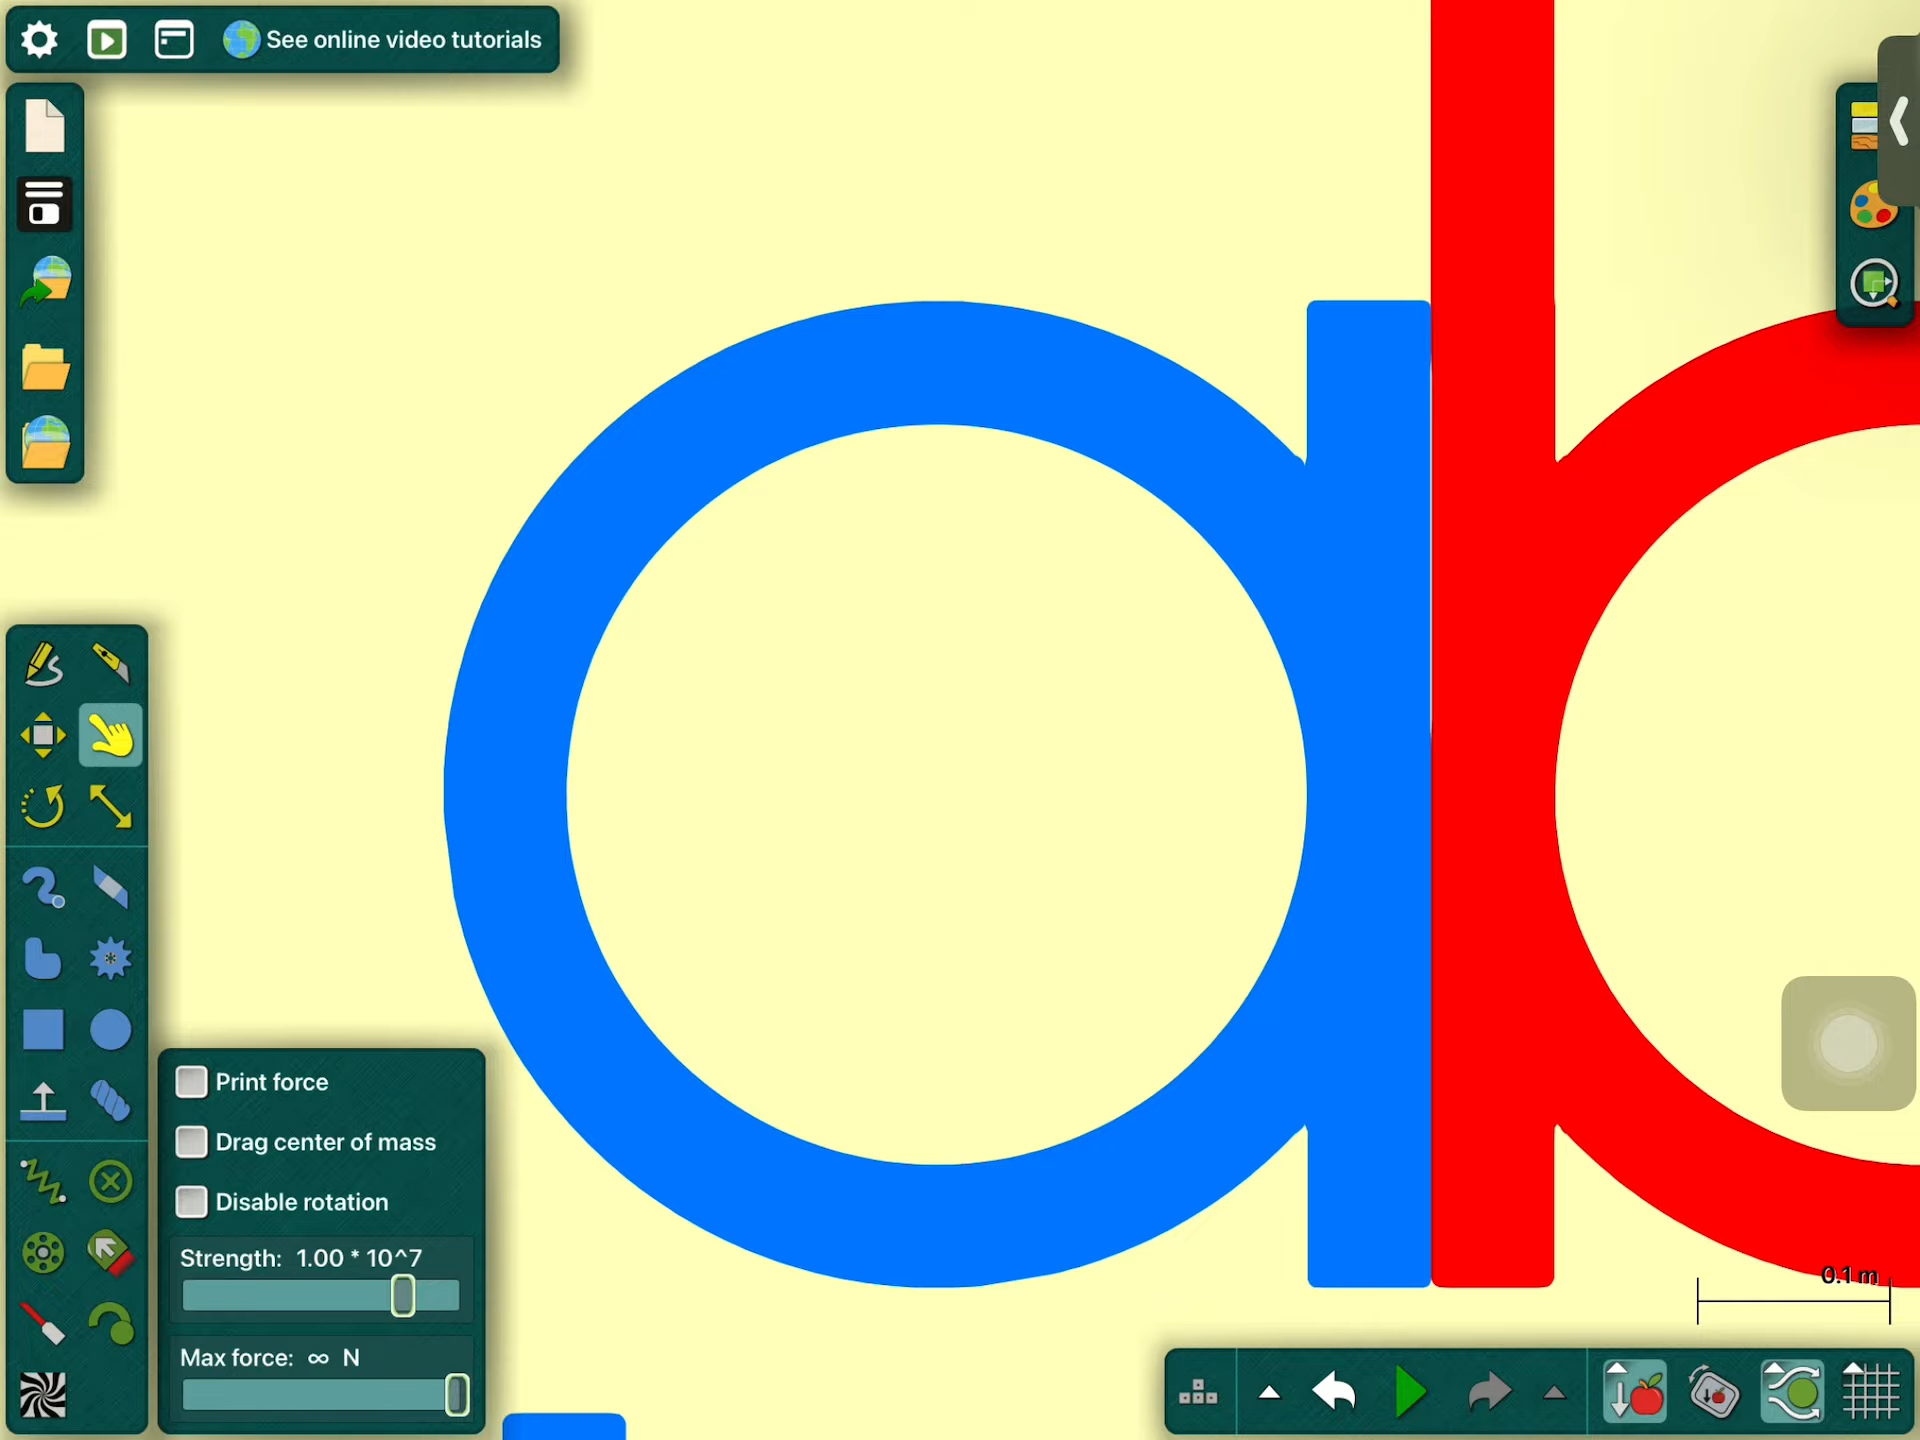 See online video tutorials
ab
Print force
Drag center of mass
Disable rotation
Strength: 1.00 * 10^7
Max force: ∞ N
0.1 m